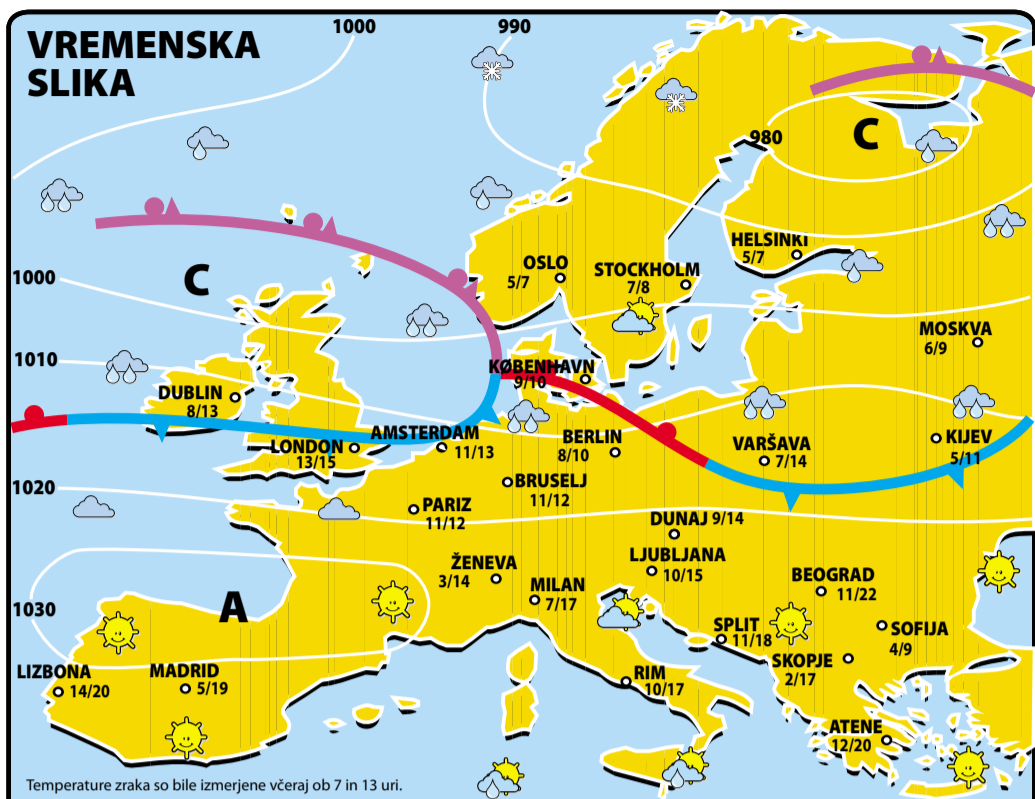 1000
990
VREMENSKA
SLIKA
980
C
C
HELSINKI
5/7
OSLO
5/7
STOCKHOLM
7/8
1000
MOSKVA
6/9
1010
KØBENHAVN
9/10
DUBLIN
8/13
AMSTERDAM
11/13
BERLIN
8/10
LONDON
13/15
VARŠAVA
7/14
KIJEV
5/11
1020
BRUSELJ
11/12
PARIZ
11/12
DUNAJ 9/14
ŽENEVA
3/14
LJUBLJANA
10/15
MILAN
7/17
BEOGRAD
11/22
1030
A
SPLIT
11/18
SOFIJA
4/9
SKOPJE
2/17
LIZBONA
14/20
MADRID
5/19
RIM
10/17
ATENE
12/20
Temperature zraka so bile izmerjene včeraj ob 7 in 13 uri.